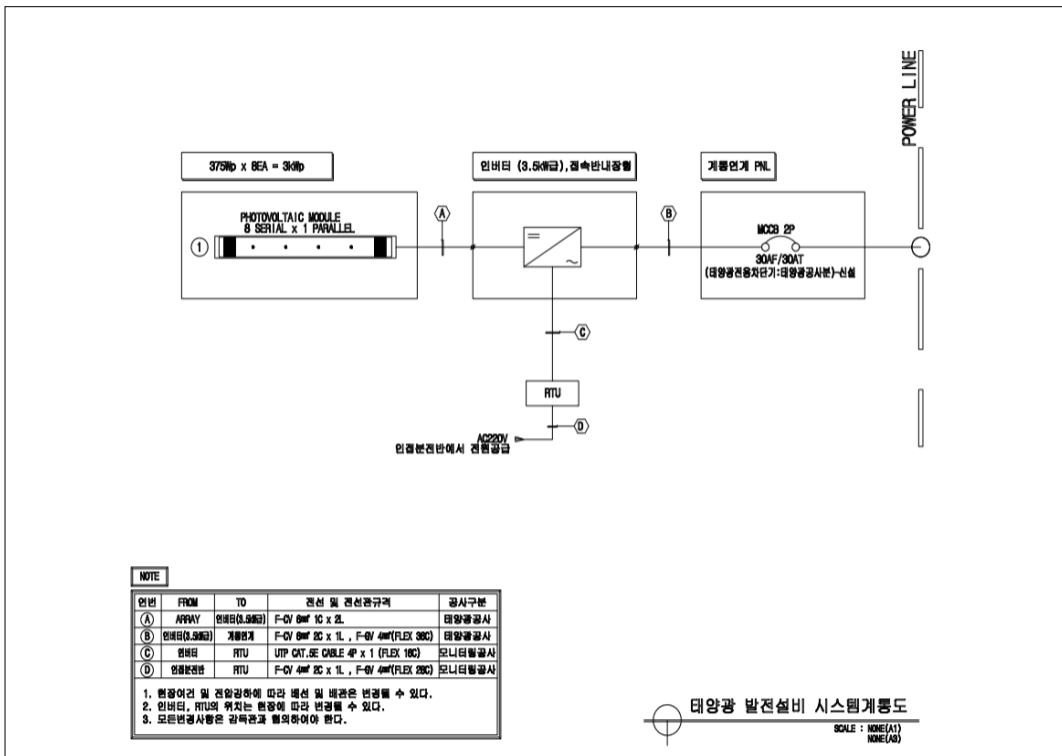 POWER LINE
375Wp x 8EA = 3kWp
인버터 (3.5kW급),접속반내장형
계통연계 PNL
PHOTOVOLTAIC MODULE
8 SERIAL x 1 PARALLEL
1
A
B
MCCB 2P
30AF/30AT
(태양광전용차단기:태양광공사분)-신설
C
RTU
D
AC220V
인접분전반에서 전원공급
NOTE
연번 FROM TO 전선 및 전선관규격 공사구분
A ARRAY 인버터(3.5kW급) F-CV 6㎟ 1C x 2L 태양광공사
B 인버터(3.5kW급) 계통연계 F-CV 6㎟ 2C x 1L , F-GV 4㎟(FLEX 36C) 태양광공사
C 인버터 RTU UTP CAT.5E CABLE 4P x 1 (FLEX 16C) 모니터링공사
D 인접분전반 RTU F-CV 4㎟ 2C x 1L , F-GV 4㎟(FLEX 28C) 모니터링공사
1. 현장여건 및 전압강하에 따라 배선 및 배관은 변경될 수 있다.
2. 인버터, RTU의 위치는 현장에 따라 변경될 수 있다.
3. 모든변경사항은 감독관과 협의하여야 한다.
태양광 발전설비 시스템계통도
SCALE : NONE(A1)
NONE(A3)